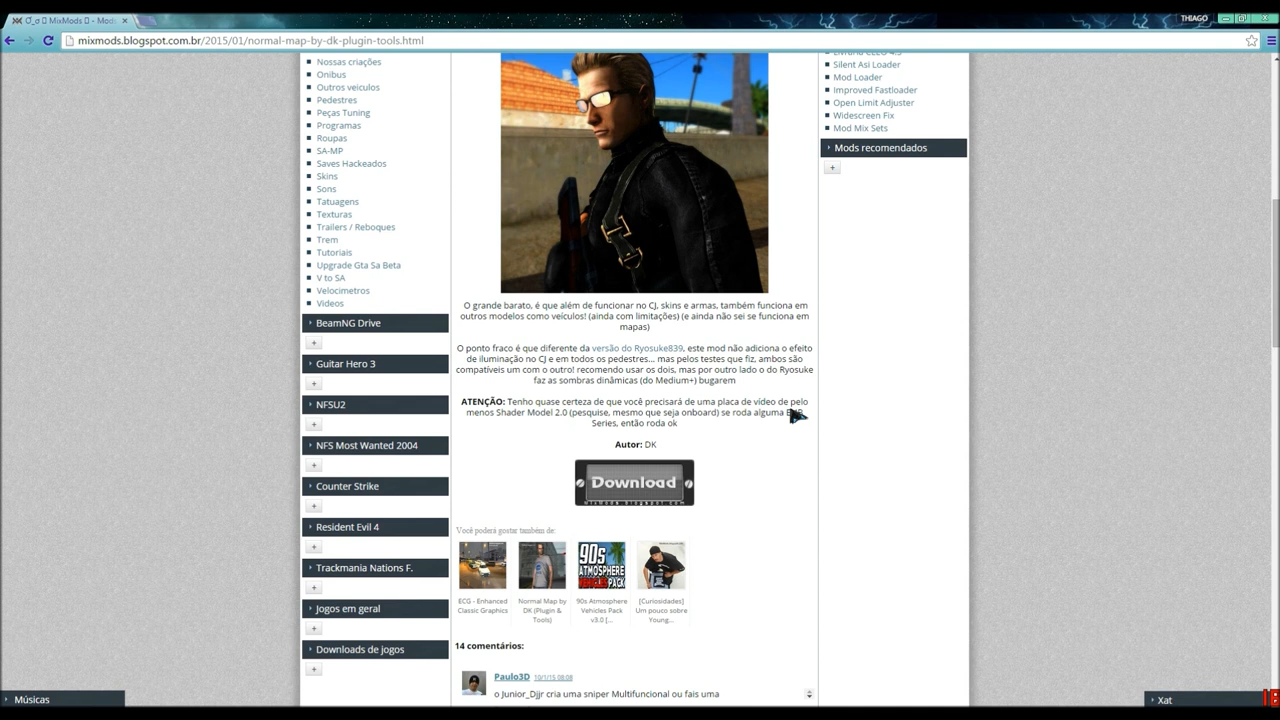 MixMods - Mods
THIAGO
mixmods.blogspot.com.br/2015/01/normal-map-by-dk-plugin-tools.html
Nossas criações
Onibus
Outros veiculos
Pedestres
Peças Tuning
Programas
Roupas
SA-MP
Saves Hackeados
Skins
Sons
Tatuagens
Texturas
Trailers / Reboques
Trem
Tutoriais
Upgrade Gta Sa Beta
V to SA
Velocimetros
Videos
BeamNG Drive
+
Guitar Hero 3
+
NFSU2
+
NFS Most Wanted 2004
+
Counter Strike
+
Resident Evil 4
+
Trackmania Nations F.
+
Jogos em geral
+
Downloads de jogos
+
O grande barato, é que além de funcionar no CJ, skins e armas, também funciona em
outros modelos como veículos! (ainda com limitações) (e ainda não sei se funciona em
mapas)
O ponto fraco é que diferente da versão do Ryosuke839, este mod não adiciona o efeito
de iluminação no CJ e em todos os pedestres... mas pelos testes que fiz, ambos são
compatíveis um com o outro! recomendo usar os dois, mas por outro lado o do Ryosuke
faz as sombras dinâmicas (do Medium+) bugarem
ATENÇÃO: Tenho quase certeza de que você precisará de uma placa de vídeo de pelo
menos Shader Model 2.0 (pesquise, mesmo que seja onboard) se roda alguma
Series, então roda ok
Autor: DK
Download
mixmods.blogspot.com
Você poderá gostar também de:
90s
ATMOSPHERE
VEHICLES PACK
ECG - Enhanced
Classic Graphics
Normal Map by
DK (Plugin &
Tools)
90s Atmosphere
Vehicles Pack
v3.0 [...
[Curiosidades]
Um pouco sobre
Young...
14 comentários:
Paulo3D 10/1/15 08:08
o Junior_Djjr cria uma sniper Multifuncional ou fais uma
Silent Asi Loader
Mod Loader
Improved Fastloader
Open Limit Adjuster
Widescreen Fix
Mod Mix Sets
Mods recomendados
+
Músicas
Xat